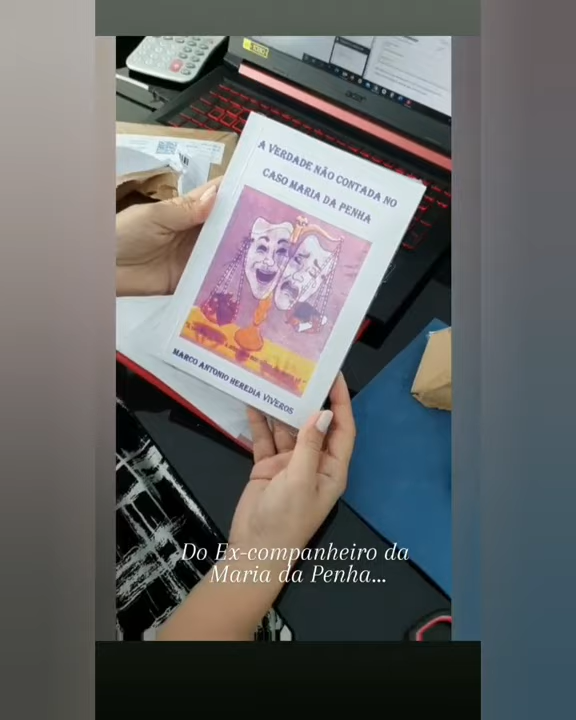 A VERDADE NÃO CONTADA NO
CASO MARIA DA PENHA
MARCO ANTONIO HEREDIA VIVEROS
acer
Do Ex-companheiro da
Maria da Penha...